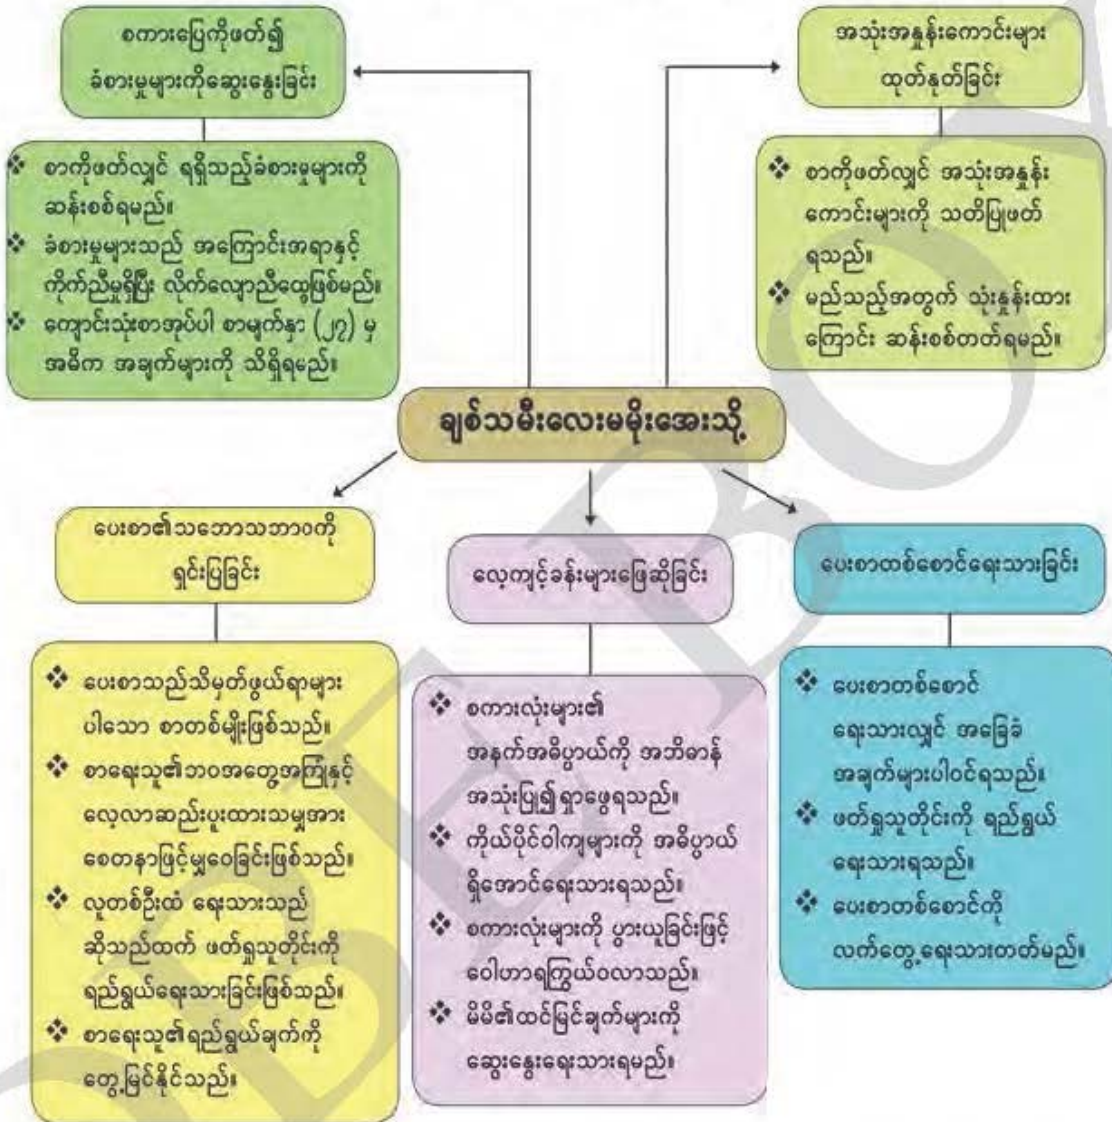 စကားပြေကိုဖတ်၍
ခံစားမှုများကိုဆွေးနွေးခြင်း
❖ စာကိုဖတ်လျှင် ရရှိသည့်ခံစားမှုများကို
ဆန်းစစ်ရမည်။
❖ ခံစားမှုများသည် အကြောင်းအရာနှင့်
ကိုက်ညီမှုရှိပြီး လိုက်လျောညီထွေဖြစ်မည်။
❖ ကျောင်းသုံးစာအုပ်ပါ စာမျက်နှာ (၂၇) မှ
အဓိက အချက်များကို သိရှိရမည်။
အသုံးအနှုန်းကောင်းများ
ထုတ်နုတ်ခြင်း
❖ စာကိုဖတ်လျှင် အသုံးအနှုန်း
ကောင်းများကို သတိပြုဖတ်
ရသည်။
❖ မည်သည့်အတွက် သုံးနှုန်းထား
ကြောင်း ဆန်းစစ်တတ်ရမည်။
ချစ်သမီးလေးမမိုးအေးသို့
ပေးစာ၏သဘောသဘာဝကို
ရှင်းပြခြင်း
❖ ပေးစာသည်သိမှတ်ဖွယ်ရာများ
ပါသော စာတစ်မျိုးဖြစ်သည်။
❖ စာရေးသူ၏ဘဝအတွေ့အကြုံနှင့်
လေ့လာဆည်းပူးထားသမျှအား
စေတနာဖြင့်မျှဝေခြင်းဖြစ်သည်။
❖ လူတစ်ဦးထံ ရေးသားသည်
ဆိုသည်ထက် ဖတ်ရှုသူတိုင်းကို
ရည်ရွယ်ရေးသားခြင်းဖြစ်သည်။
❖ စာရေးသူ၏ရည်ရွယ်ချက်ကို
တွေ့မြင်နိုင်သည်။
လေ့ကျင့်ခန်းများဖြေဆိုခြင်း
❖ စကားလုံးများ၏
အနက်အဓိပ္ပာယ်ကို အဘိဓာန်
အသုံးပြု၍ရှာဖွေရသည်။
❖ ကိုယ်ပိုင်ဝါကျများကို အဓိပ္ပာယ်
ရှိအောင်ရေးသားရသည်။
❖ စကားလုံးများကို ပွားယူခြင်းဖြင့်
ဝေါဟာရကြွယ်ဝလာသည်။
❖ မိမိ၏ထင်မြင်ချက်များကို
ဆွေးနွေးရေးသားရမည်။
ပေးစာတစ်စောင်ရေးသားခြင်း
❖ ပေးစာတစ်စောင်
ရေးသားလျှင် အခြေခံ
အချက်များပါဝင်ရသည်။
❖ ဖတ်ရှုသူတိုင်းကို ရည်ရွယ်
ရေးသားရသည်။
❖ ပေးစာတစ်စောင်ကို
လက်တွေ့ရေးသားတတ်မည်။